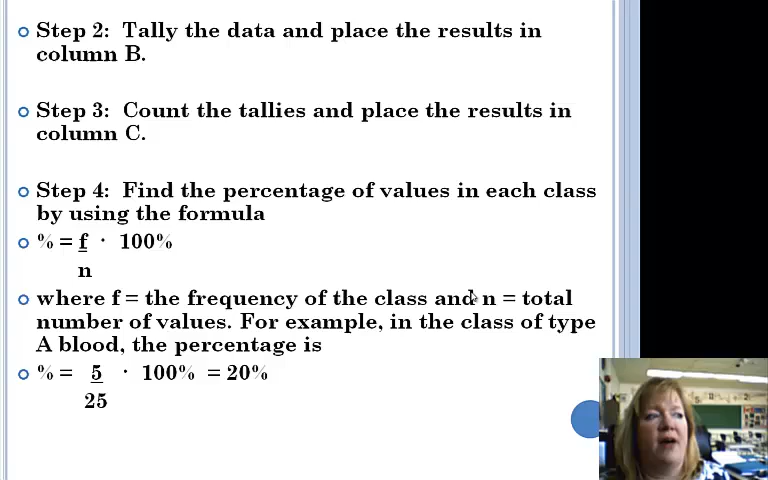 Step 2: Tally the data and place the results in
column B.
Step 3: Count the tallies and place the results in
column C.
Step 4: Find the percentage of values in each class
by using the formula
% = f · 100%
n
where f = the frequency of the class and n = total
number of values. For example, in the class of type
A blood, the percentage is
% = 5 · 100% = 20%
25